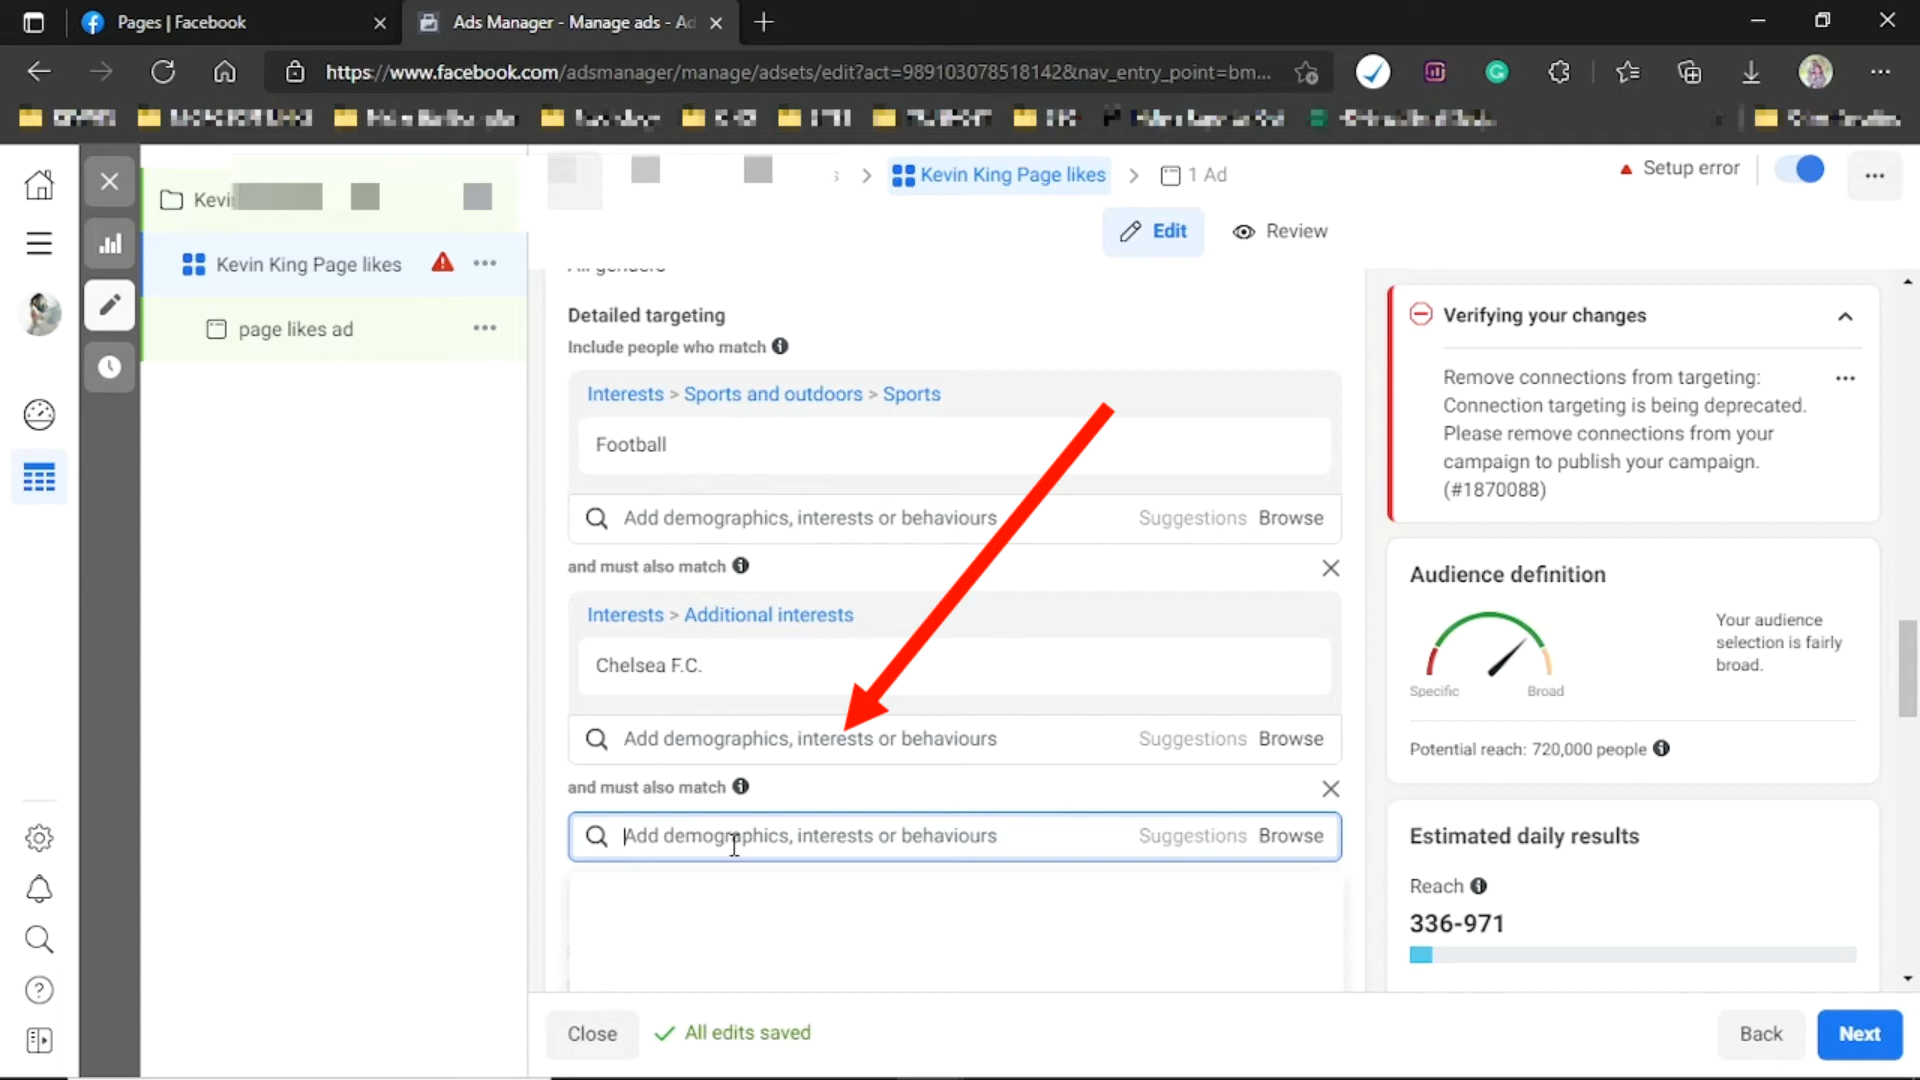 Pages | Facebook
Ads Manager - Manage ads - Ad
https://www.facebook.com/adsmanager/manage/adsets/edit?act=989103078518142&nav_entry_point=bm...
Kevin King Page likes
1 Ad
Setup error
Edit
Review
Kevi
Kevin King Page likes
page likes ad
All genders
Detailed targeting
Include people who match
Interests > Sports and outdoors > Sports
Football
Add demographics, interests or behaviours
Suggestions
Browse
and must also match
Interests > Additional interests
Chelsea F.C.
Add demographics, interests or behaviours
Suggestions
Browse
and must also match
Add demographics, interests or behaviours
Suggestions
Browse
Verifying your changes
Remove connections from targeting:
Connection targeting is being deprecated.
Please remove connections from your
campaign to publish your campaign.
(#1870088)
Audience definition
Your audience
selection is fairly
broad.
Specific
Broad
Potential reach: 720,000 people
Estimated daily results
Reach
336-971
Close
All edits saved
Back
Next